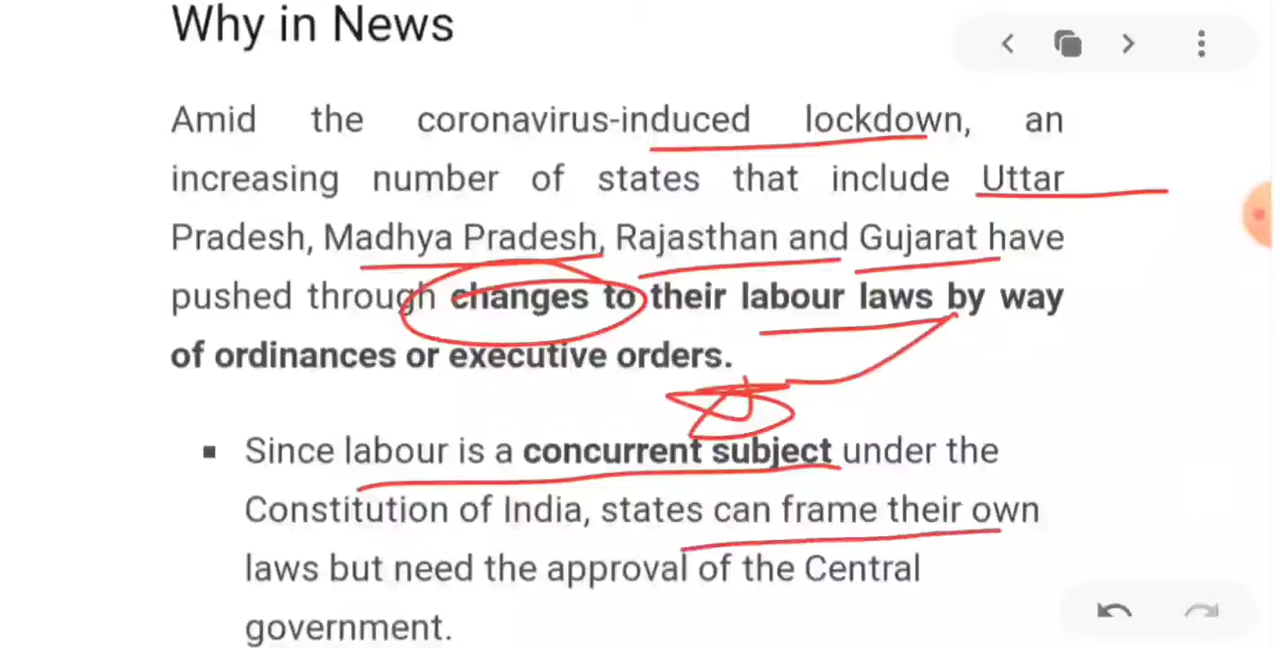 Why in News
Amid the coronavirus-induced lockdown, an
increasing number of states that include Uttar
Pradesh, Madhya Pradesh, Rajasthan and Gujarat have
pushed through changes to their labour laws by way
of ordinances or executive orders.
▪ Since labour is a concurrent subject under the
Constitution of India, states can frame their own
laws but need the approval of the Central
government.